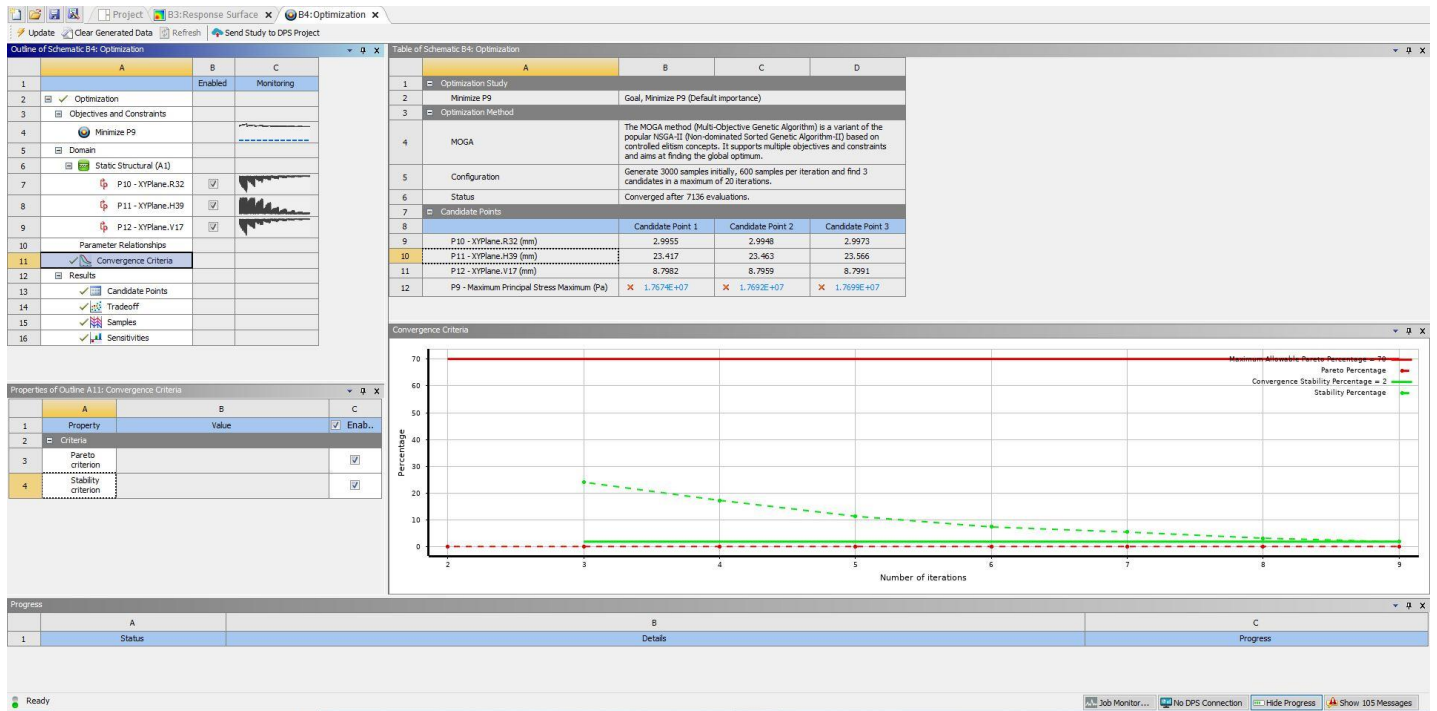 Project
B3:Response Surface
B4:Optimization
Update
Clear Generated Data
Refresh
Send Study to DPS Project
Outline of Schematic B4: Optimization
A B C
1 Enabled Monitoring
2 Optimization
3 Objectives and Constraints
4 Minimize P9
5 Domain
6 Static Structural (A1)
7 P10 - XYPlane.R32
8 P11 - XYPlane.H39
9 P12 - XYPlane.V17
10 Parameter Relationships
11 Convergence Criteria
12 Results
13 Candidate Points
14 Tradeoff
15 Samples
16 Sensitivities
Properties of Outline A11: Convergence Criteria
A B C
1 Property Value Enab..
2 Criteria
3 Pareto
criterion
4 Stability
criterion
Table of Schematic B4: Optimization
A B C D
1 Optimization Study
2 Minimize P9 Goal, Minimize P9 (Default importance)
3 Optimization Method
4 MOGA The MOGA method (Multi-Objective Genetic Algorithm) is a variant of the
popular NSGA-II (Non-dominated Sorted Genetic Algorithm-II) based on
controlled elitism concepts. It supports multiple objectives and constraints
and aims at finding the global optimum.
5 Configuration Generate 3000 samples initially, 600 samples per iteration and find 3
candidates in a maximum of 20 iterations.
6 Status Converged after 7136 evaluations.
7 Candidate Points
8 Candidate Point 1 Candidate Point 2 Candidate Point 3
9 P10 - XYPlane.R32 (mm) 2.9955 2.9948 2.9973
10 P11 - XYPlane.H39 (mm) 23.417 23.463 23.566
11 P12 - XYPlane.V17 (mm) 8.7982 8.7959 8.7991
12 P9 - Maximum Principal Stress Maximum (Pa) 1.7674E+07 1.7692E+07 1.7699E+07
Convergence Criteria
Maximum Allowable Pareto Percentage = 70
Pareto Percentage
Convergence Stability Percentage = 2
Stability Percentage
Percentage
70
60
50
40
30
20
10
0
2 3 4 5 6 7 8 9
Number of iterations
Progress
A B C
1 Status Details Progress
Ready
Job Monitor...
No DPS Connection
Hide Progress
Show 105 Messages